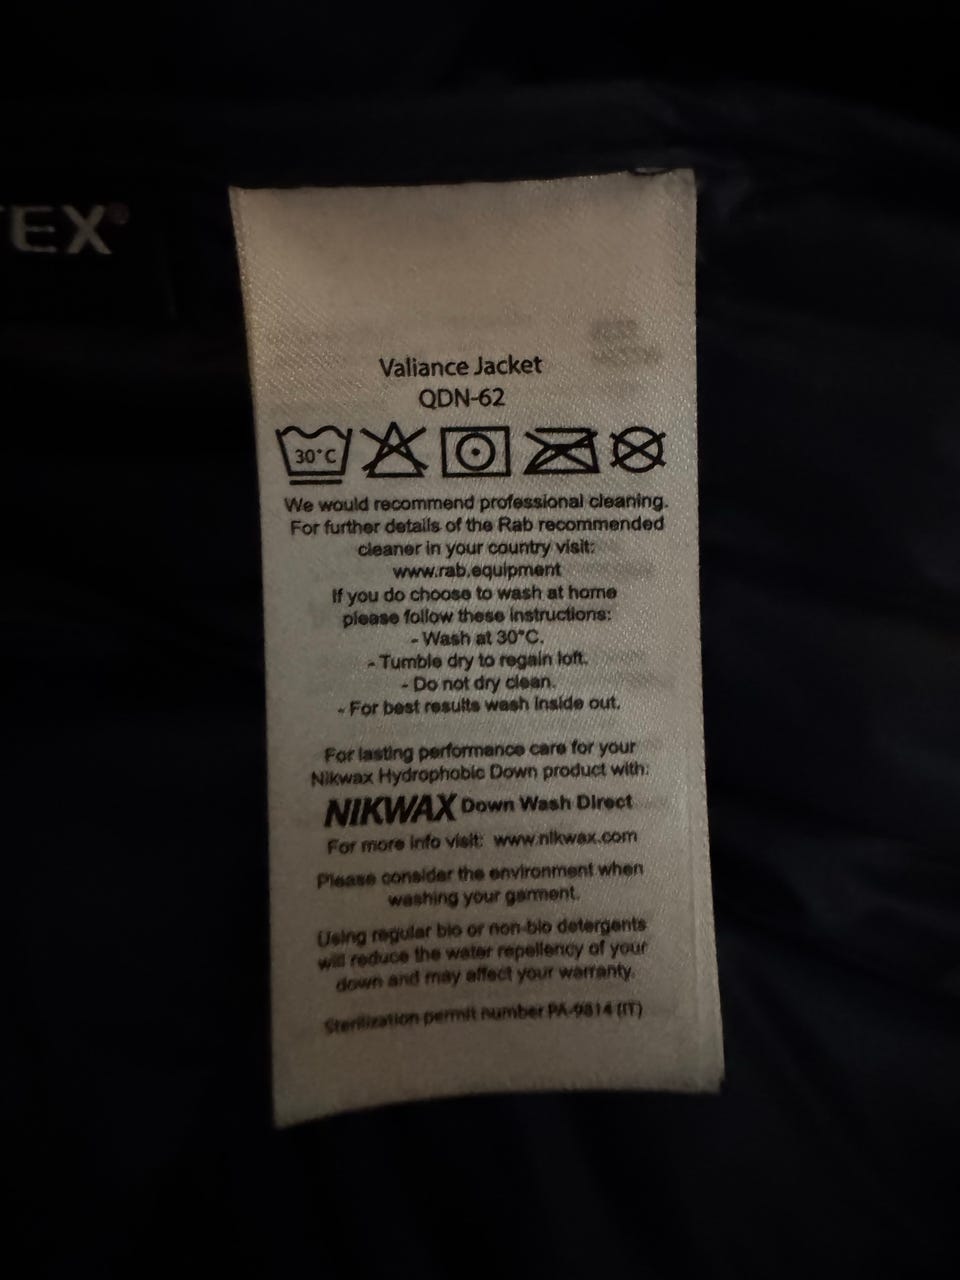 TEX®
Valiance Jacket
QDN-62
30°C
We would recommend professional cleaning.
For further details of the Rab recommended
cleaner in your country visit:
www.rab.equipment
If you do choose to wash at home
please follow these instructions:
- Wash at 30°C.
- Tumble dry to regain loft.
- Do not dry clean.
- For best results wash inside out.
For lasting performance care for your
Nikwax Hydrophobic Down product with:
NIKWAX Down Wash Direct
For more info visit: www.nikwax.com
Please consider the environment when
washing your garment.
Using regular bio or non-bio detergents
will reduce the water repellency of your
down and may affect your warranty.
Sterilization permit number PA-9814 (IT)